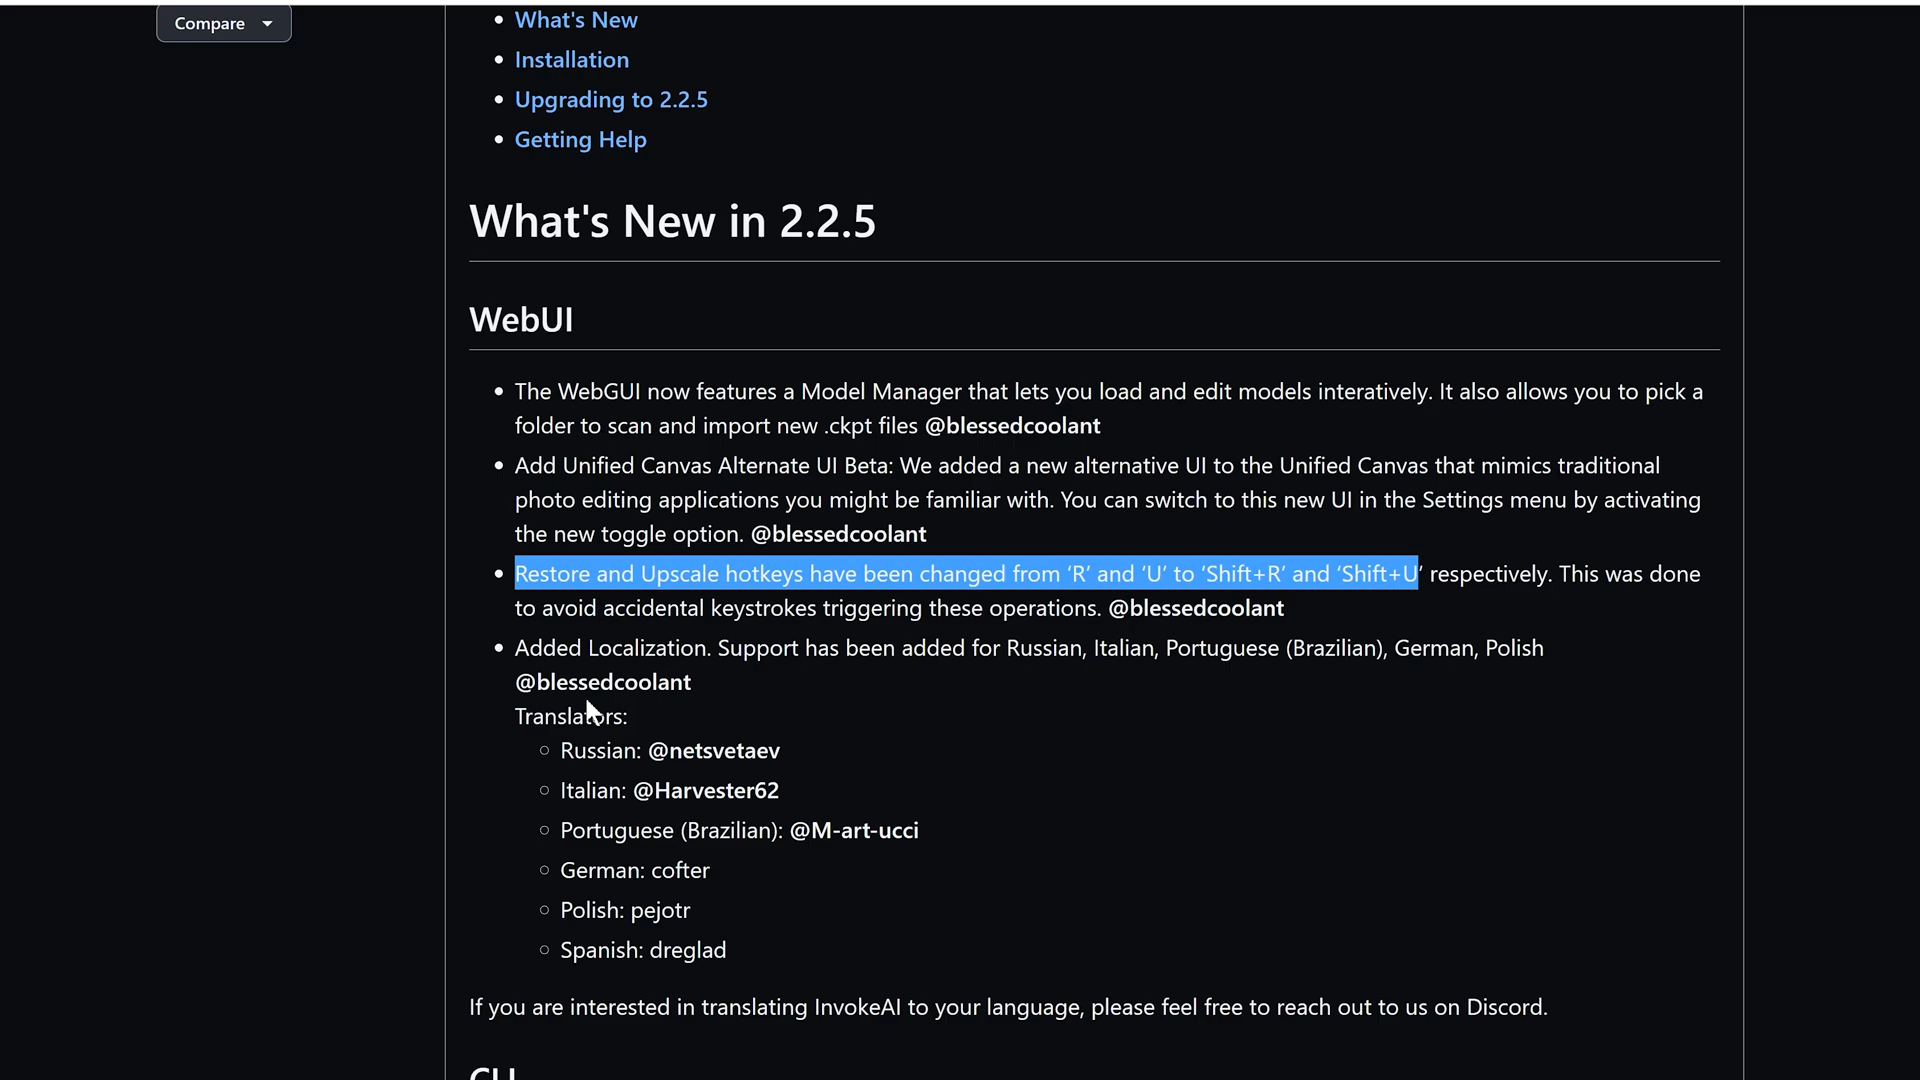 Compare
What's New
Installation
Upgrading to 2.2.5
Getting Help
What's New in 2.2.5
WebUI
The WebGUI now features a Model Manager that lets you load and edit models interatively. It also allows you to pick a
folder to scan and import new .ckpt files @blessedcoolant
Add Unified Canvas Alternate UI Beta: We added a new alternative UI to the Unified Canvas that mimics traditional
photo editing applications you might be familiar with. You can switch to this new UI in the Settings menu by activating
the new toggle option. @blessedcoolant
Restore and Upscale hotkeys have been changed from ‘R’ and ‘U’ to ‘Shift+R’ and ‘Shift+U’ respectively. This was done
to avoid accidental keystrokes triggering these operations. @blessedcoolant
Added Localization. Support has been added for Russian, Italian, Portuguese (Brazilian), German, Polish
@blessedcoolant
Translators:
Russian: @netsvetaev
Italian: @Harvester62
Portuguese (Brazilian): @M-art-ucci
German: cofter
Polish: pejotr
Spanish: dreglad
If you are interested in translating InvokeAI to your language, please feel free to reach out to us on Discord.